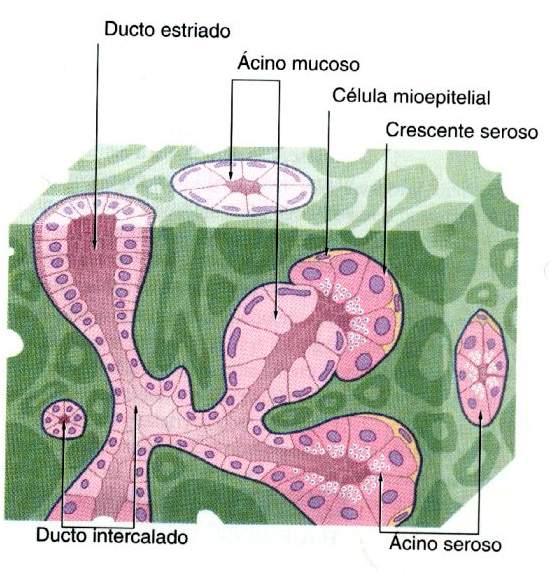 Ducto estriado
Ácino mucoso
Célula mioepitelial
Crescente seroso
Ducto intercalado
Ácino seroso